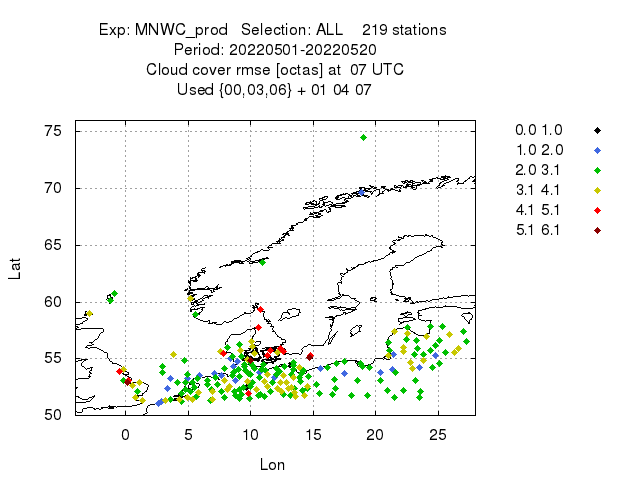 Exp: MNWC_prod Selection: ALL 219 stations
Period: 20220501-20220520
Cloud cover rmse [octas] at 07 UTC
Used {00,03,06} + 01 04 07
75
70
65
60
55
50
Lat
0 5 10 15 20 25
Lon
0.0 1.0
1.0 2.0
2.0 3.1
3.1 4.1
4.1 5.1
5.1 6.1